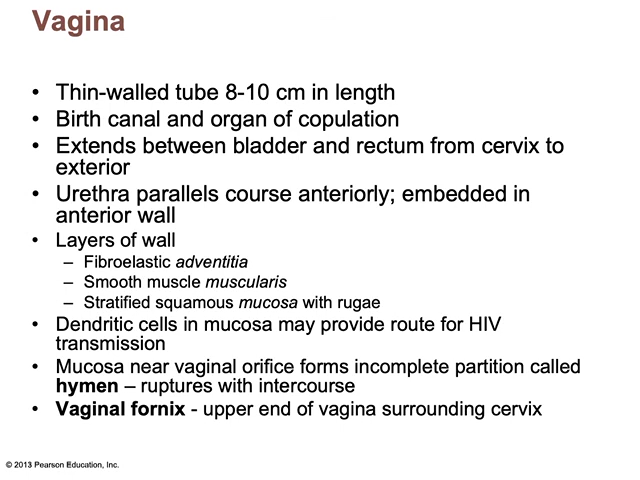 Vagina
• Thin-walled tube 8-10 cm in length
• Birth canal and organ of copulation
• Extends between bladder and rectum from cervix to
exterior
• Urethra parallels course anteriorly; embedded in
anterior wall
• Layers of wall
– Fibroelastic adventitia
– Smooth muscle muscularis
– Stratified squamous mucosa with rugae
• Dendritic cells in mucosa may provide route for HIV
transmission
• Mucosa near vaginal orifice forms incomplete partition called
hymen – ruptures with intercourse
• Vaginal fornix - upper end of vagina surrounding cervix
© 2013 Pearson Education, Inc.